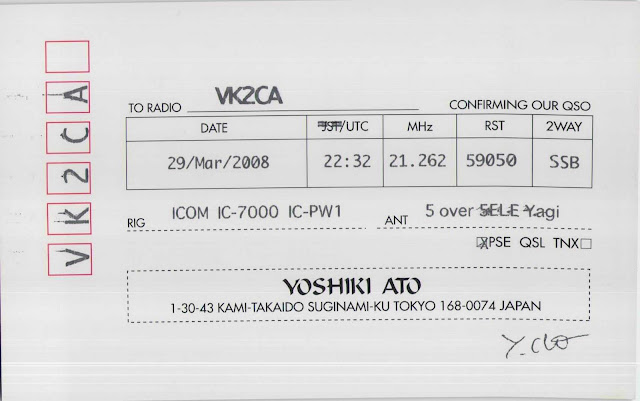 VK2CA
TO RADIO VK2CA CONFIRMING OUR QSO
DATE JST/UTC MHz RST 2WAY
29/Mar/2008 22:32 21.262 59050 SSB
RIG ICOM IC-7000 IC-PW1 ANT 5 over 5ELE Yagi
PSE QSL TNX
YOSHIKI ATO
1-30-43 KAMI-TAKAIDO SUGINAMI-KU TOKYO 168-0074 JAPAN
Y. Ato